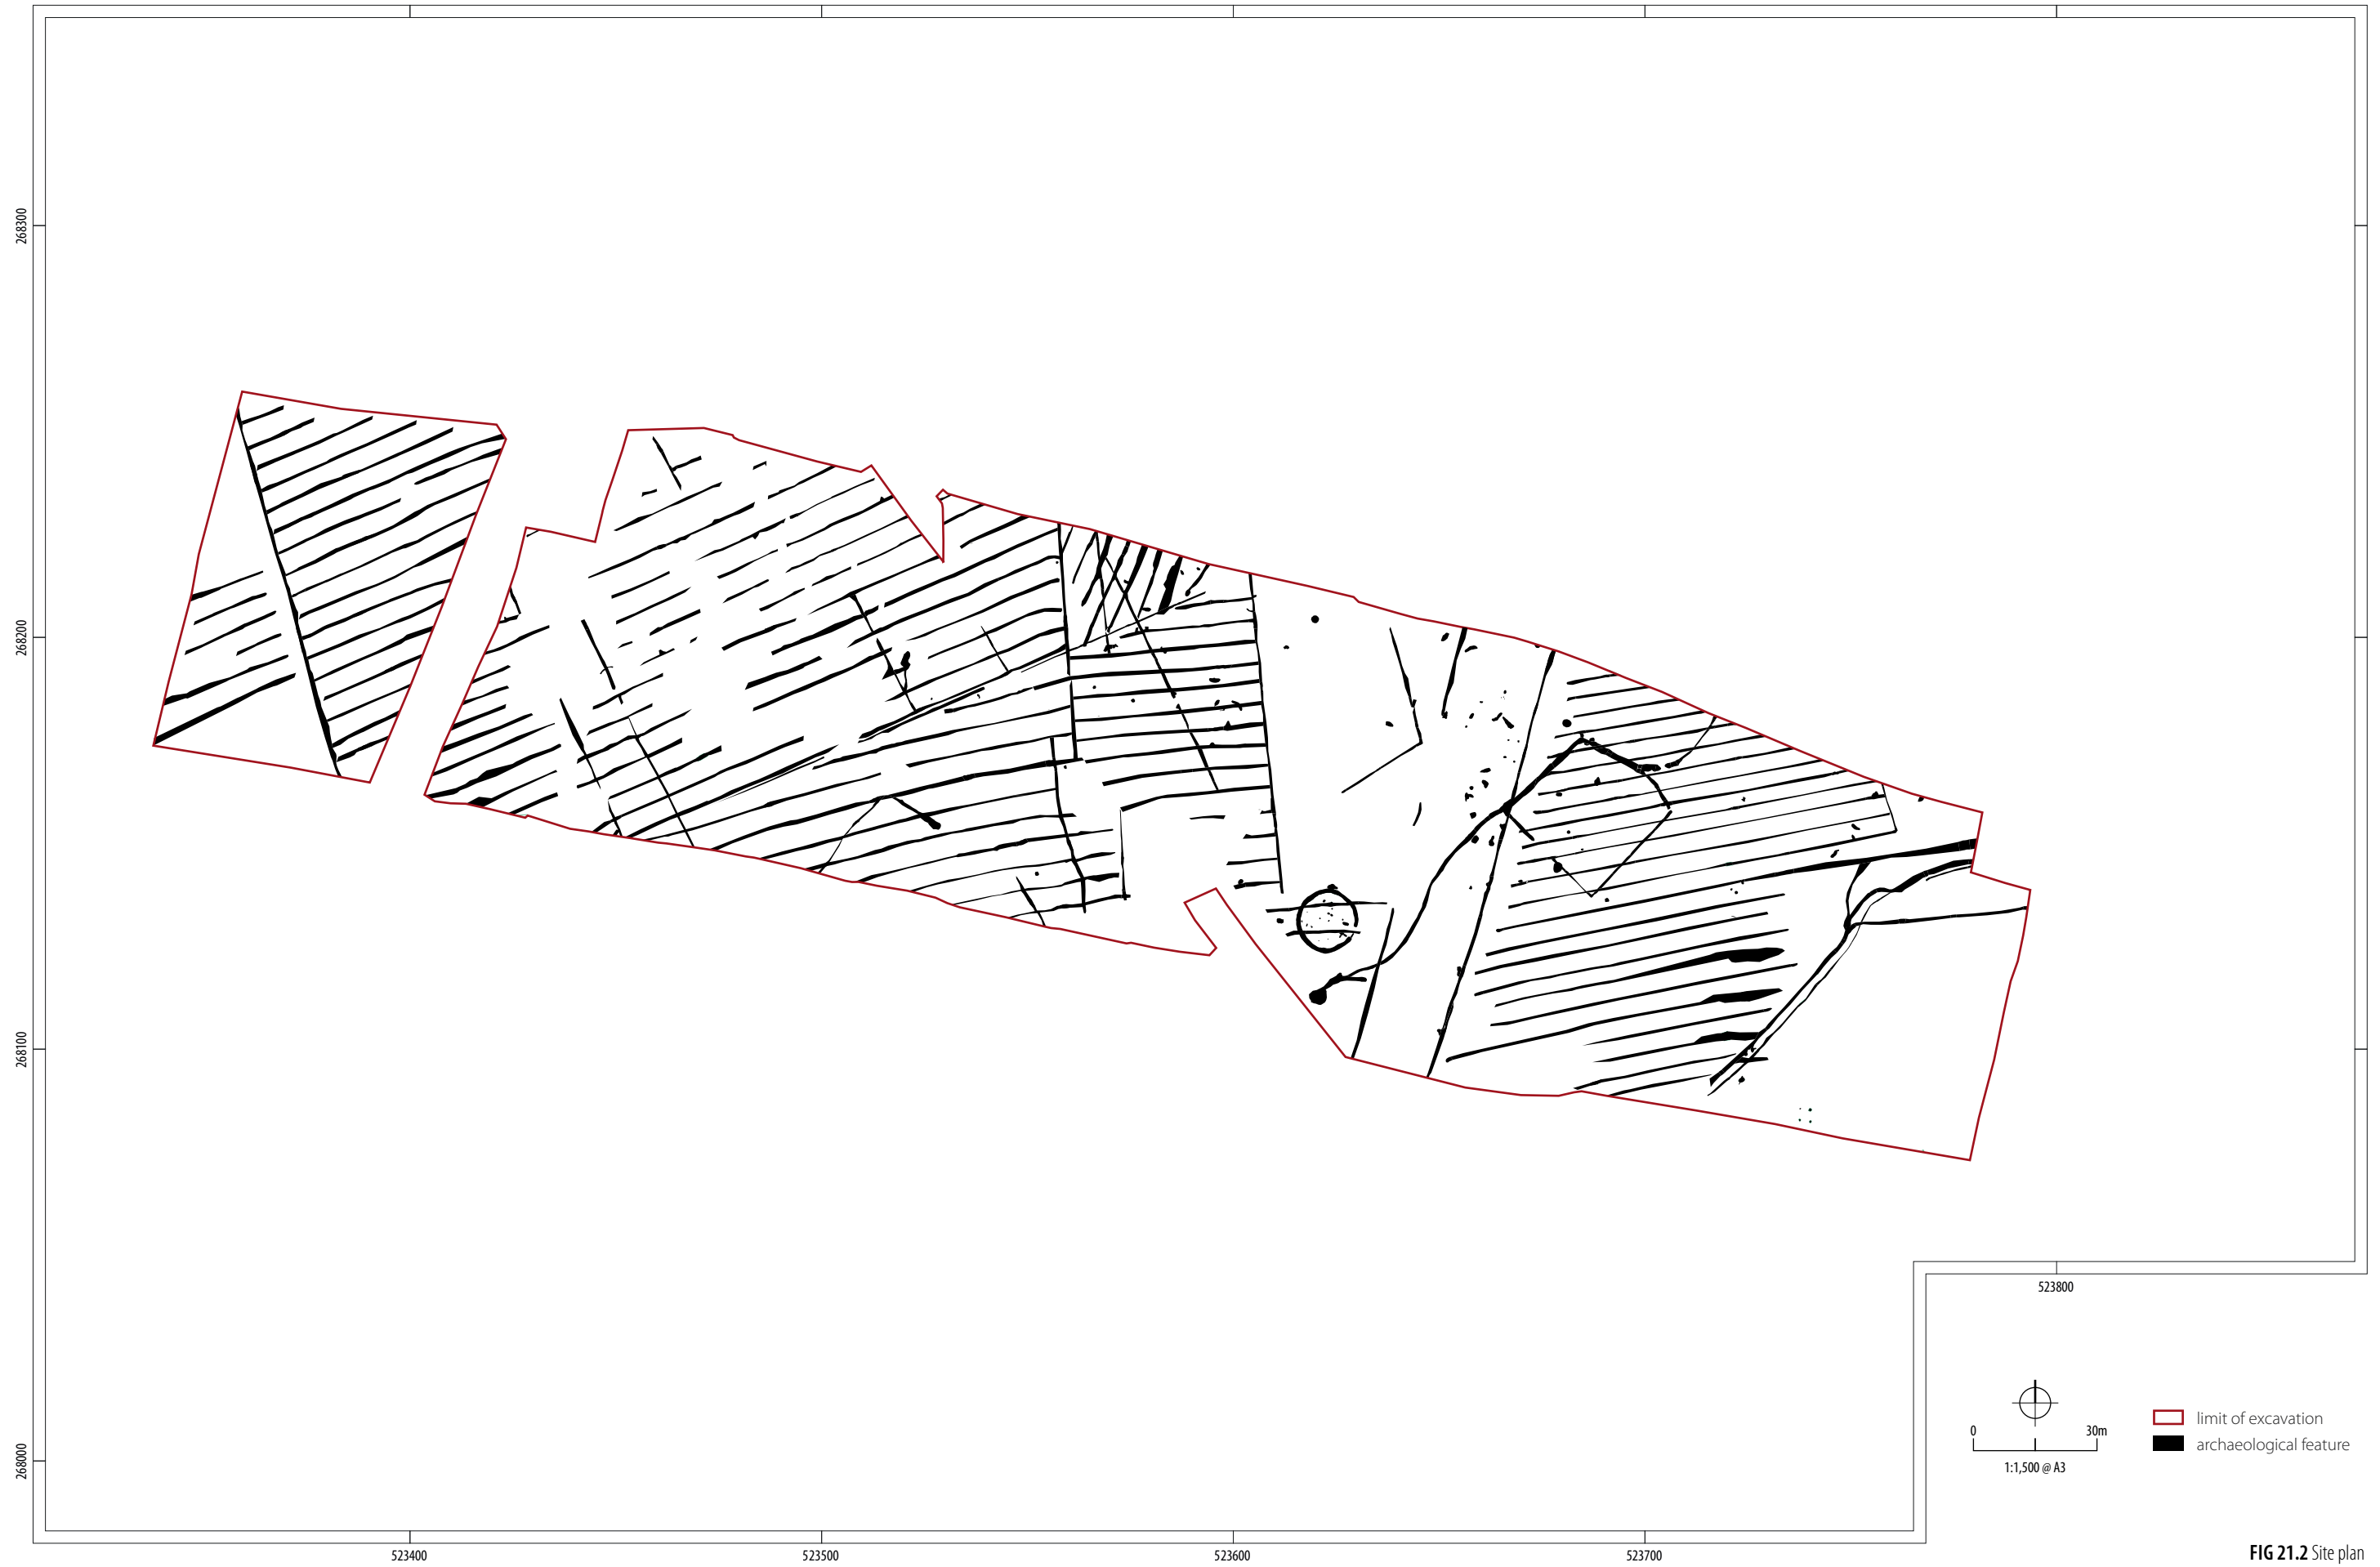 268300
268200
268100
268000
523400
523500
523600
523700
523800
0 30m
1:1,500 @ A3
limit of excavation
archaeological feature
FIG 21.2 Site plan